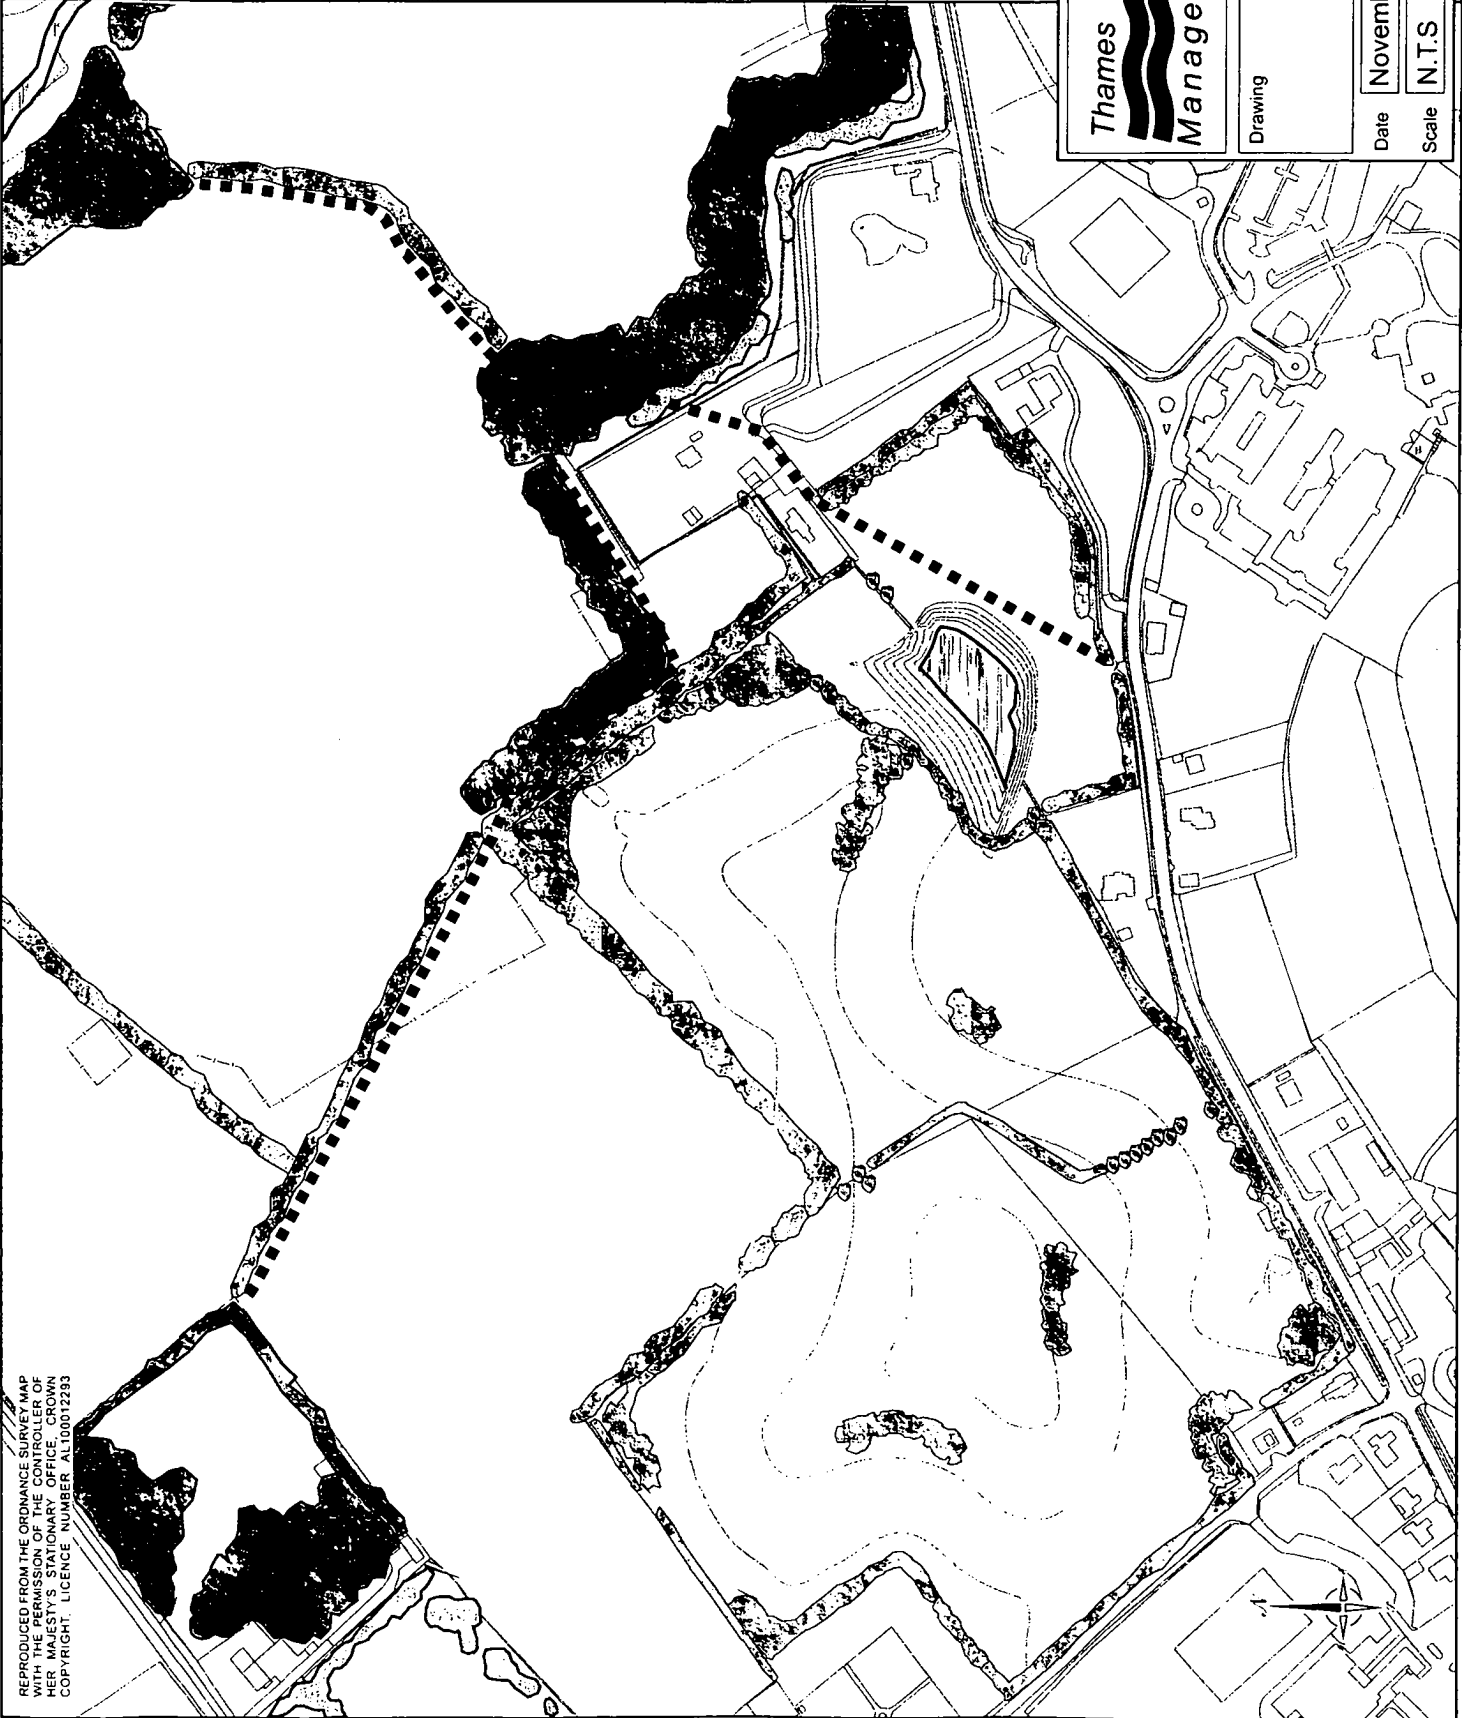 REPRODUCED FROM THE ORDNANCE SURVEY MAP
WITH THE PERMISSION OF THE CONTROLLER OF
HER MAJESTY'S STATIONARY OFFICE, CROWN
COPYRIGHT, LICENCE NUMBER AL100012293
Thames
Manage
Drawing
Date Novemb
Scale N.T.S